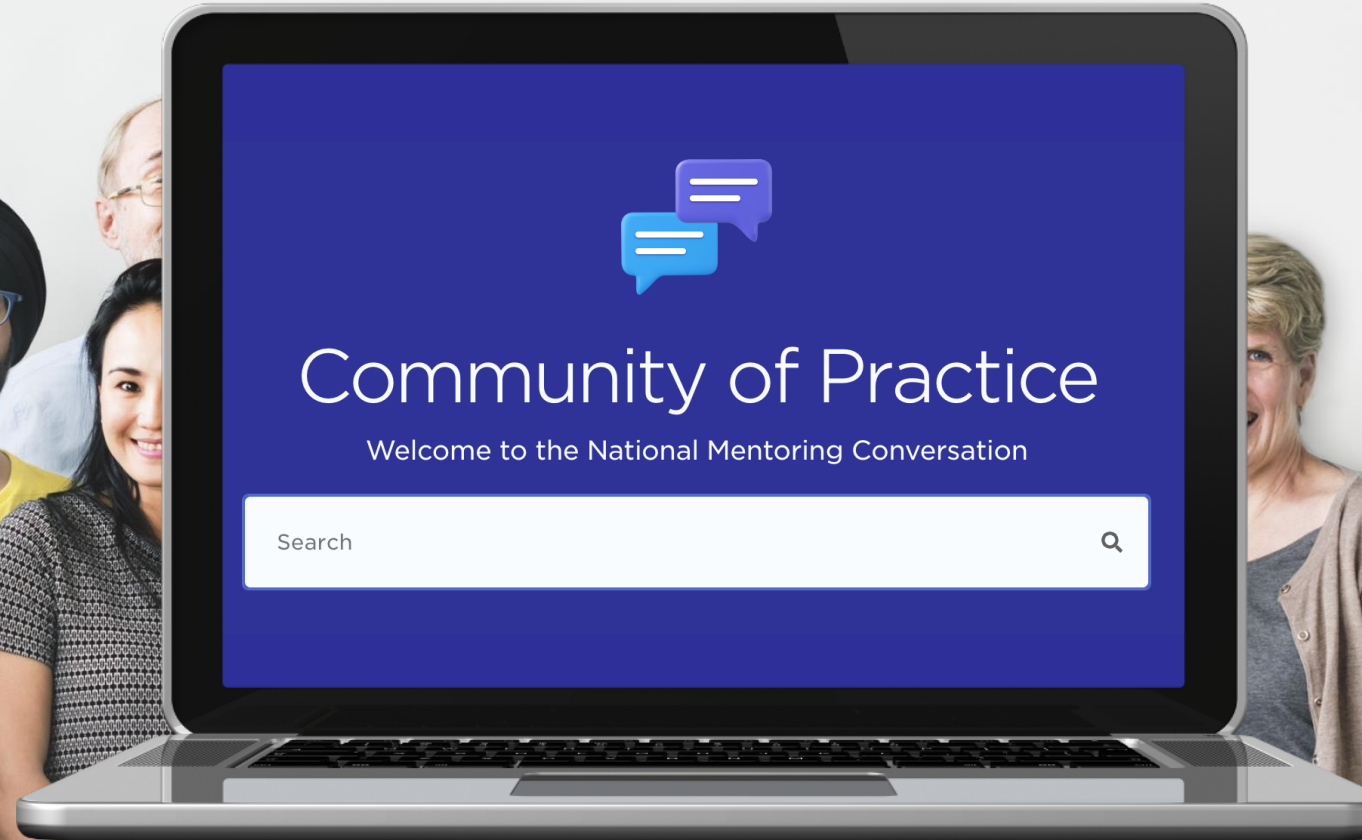 Community of Practice
Welcome to the National Mentoring Conversation
Search